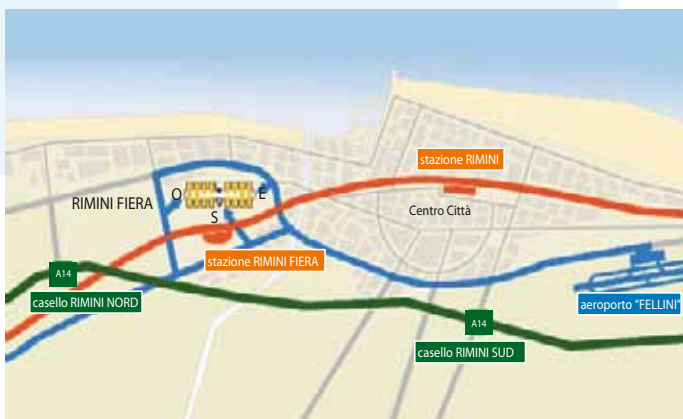 stazione RIMINI
RIMINI FIERA
O
E
S
Centro Città
stazione RIMINI FIERA
A14
casello RIMINI NORD
aeroporto “FELLINI”
A14
casello RIMINI SUD